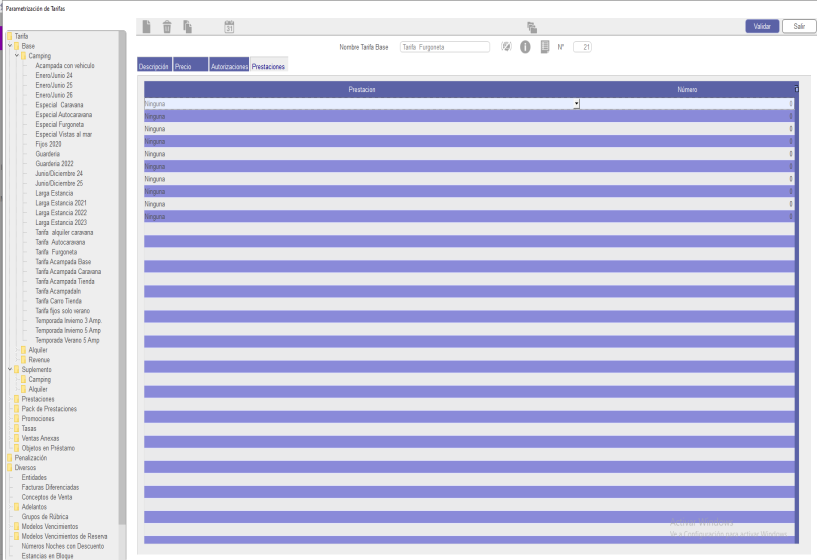 Parametrización de Tarifas
31
Validar
Salir
Tarifa
Base
Camping
Acampada con vehiculo
Enero/Junio 24
Enero/Junio 25
Enero/Junio 26
Especial Caravana
Especial Autocaravana
Especial Furgoneta
Especial Vistas al mar
Fijos 2020
Guarderia
Guarderia 2022
Junio/Diciembre 24
Junio/Diciembre 25
Larga Estancia
Larga Estancia 2021
Larga Estancia 2022
Larga Estancia 2023
Tarifa alquiler caravana
Tarifa Autocaravana
Tarifa Furgoneta
Tarifa Acampada Base
Tarifa Acampada Caravana
Tarifa Acampada Tienda
Tarifa Acampadaln
Tarifa Carro Tienda
Tarifa fijos solo verano
Temporada Invierno 3 Amp.
Temporada Invierno 5 Amp
Temporada Verano 5 Amp
Alquiler
Revenue
Suplemento
Camping
Alquiler
Prestaciones
Pack de Prestaciones
Promociones
Tasas
Ventas Anexas
Objetos en Préstamo
Penalización
Diversos
Entidades
Facturas Diferenciadas
Conceptos de Venta
Adelantos
Grupos de Rúbrica
Modelos Vencimientos
Modelos Vencimientos de Reserva
Números Noches con Descuento
Estancias en Bloque
Nombre Tarifa Base Tarifa Furgoneta Nº 21
Descripción Precio Autorizaciones Prestaciones
Prestacion Número
Ninguna 0
Ninguna 0
Ninguna 0
Ninguna 0
Ninguna 0
Ninguna 0
Ninguna 0
Ninguna 0
Ninguna 0
Ninguna 0
Activar Windows
Ve a Configuración para activar Windows.